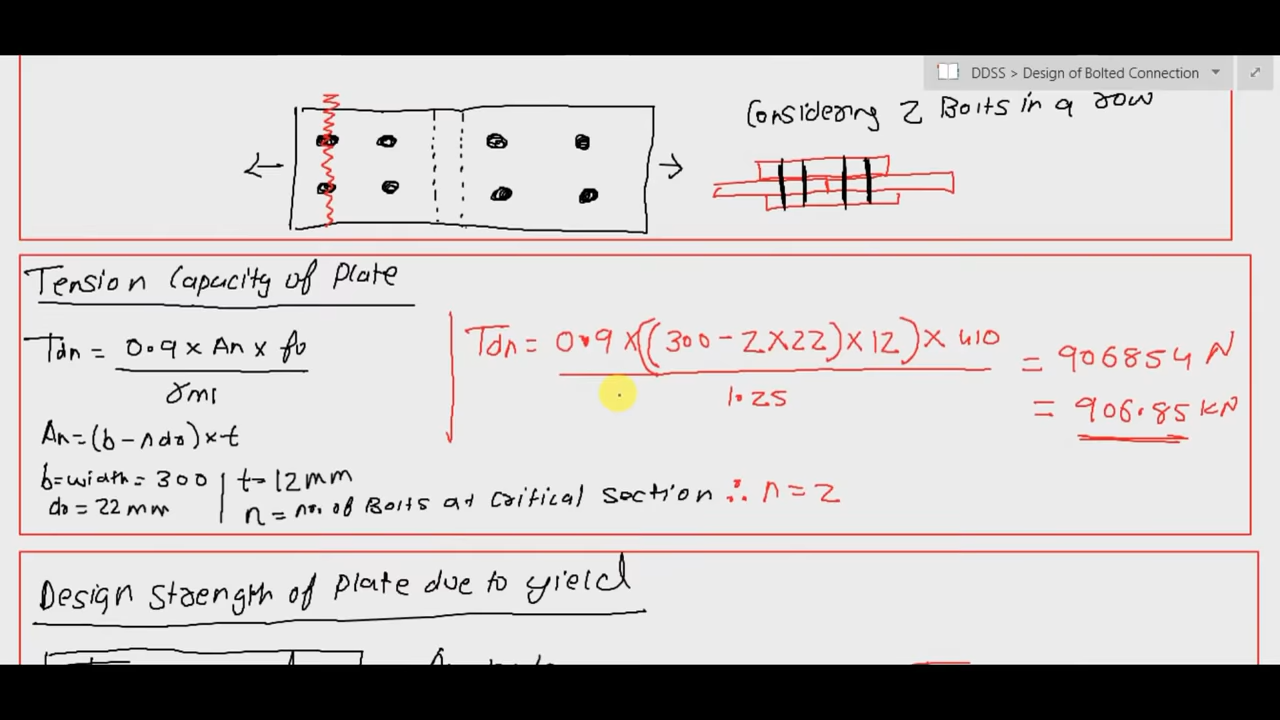 DDSS > Design of Bolted Connection
Considering 2 Bolts in a row
Tension Capacity of Plate
Tdn = 0.9 × An × fu
γm1
An = (b - ndo) × t
b = width = 300
do = 22 mm
t = 12 mm
n = no. of Bolts at critical section ∴ n = 2
Tdn = 0.9 × ((300 - 2 × 22) × 12) × 410
1.25
= 906854 N
= 906.85 KN
Design Strength of plate due to yield